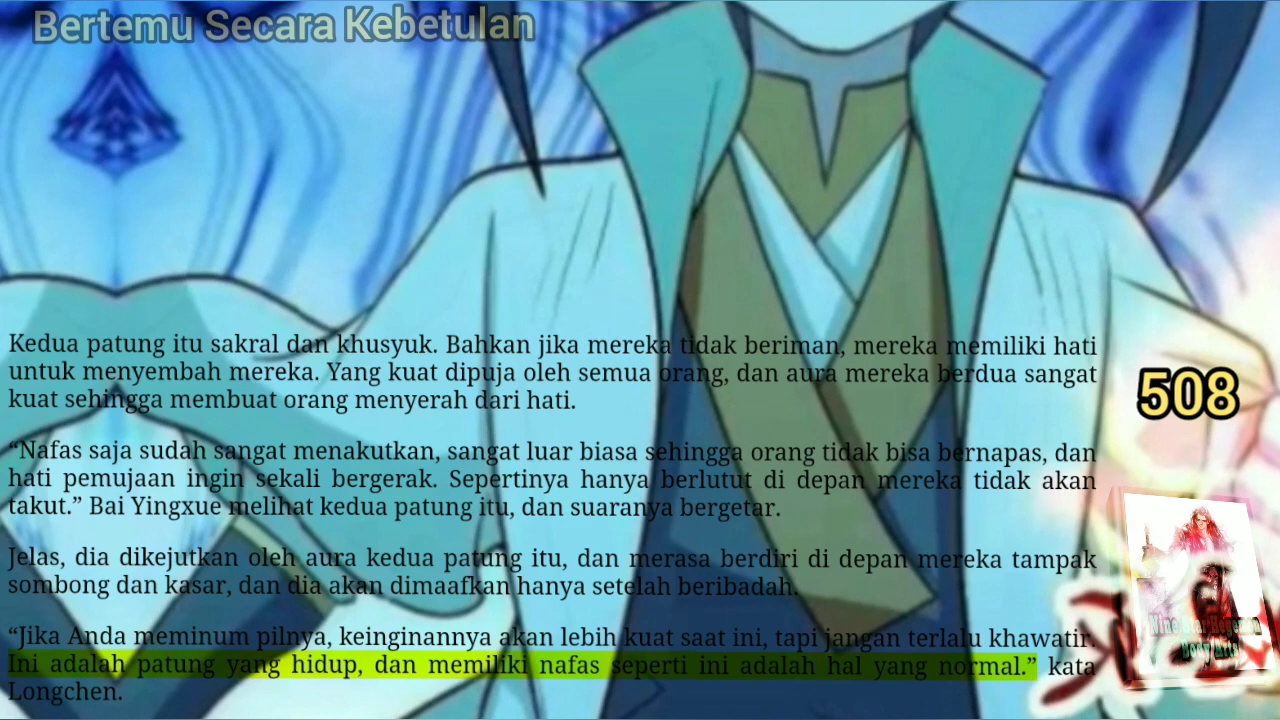 Bertemu Secara Kebetulan
Kedua patung itu sakral dan khusyuk. Bahkan jika mereka tidak beriman, mereka memiliki hati
untuk menyembah mereka. Yang kuat dipuja oleh semua orang, dan aura mereka berdua sangat
kuat sehingga membuat orang menyerah dari hati.
“Nafas saja sudah sangat menakutkan, sangat luar biasa sehingga orang tidak bisa bernapas, dan
hati pemujaan ingin sekali bergerak. Sepertinya hanya berlutut di depan mereka tidak akan
takut.” Bai Yingxue melihat kedua patung itu, dan suaranya bergetar.
Jelas, dia dikejutkan oleh aura kedua patung itu, dan merasa berdiri di depan mereka tampak
sombong dan kasar, dan dia akan dimaafkan hanya setelah beribadah.
“Jika Anda meminum pilnya, keinginannya akan lebih kuat saat ini, tapi jangan terlalu khawatir.
Ini adalah patung yang hidup, dan memiliki nafas seperti ini adalah hal yang normal.” kata
Longchen.
508
Nine Star Hegemon
Body Arts